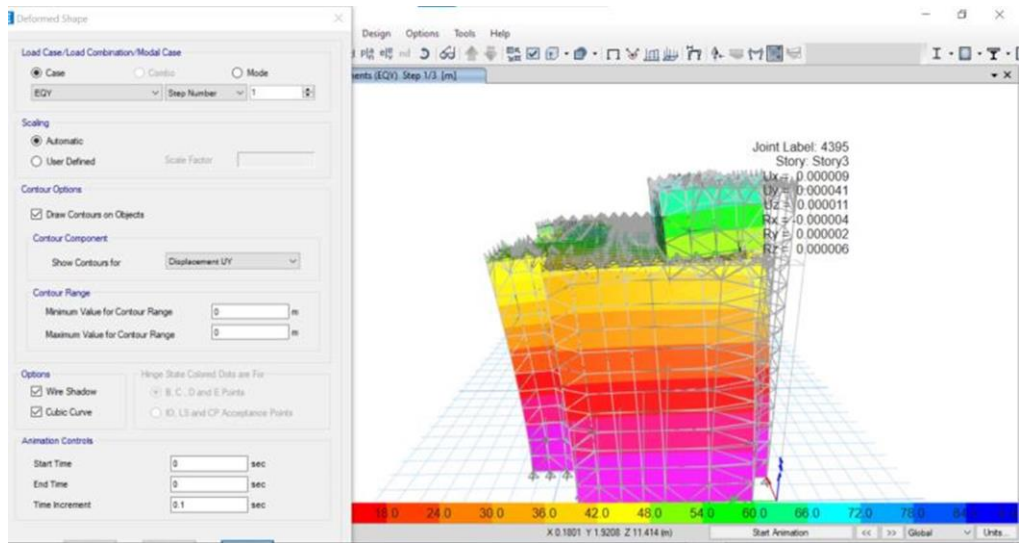 Deformed Shape
Load Case/Load Combination/Modal Case
Case Combo Mode
EQY Step Number 1
Scaling
Automatic
User Defined Scale Factor
Contour Options
Draw Contours on Objects
Contour Component
Show Contours for Displacement UY
Contour Range
Minimum Value for Contour Range 0 m
Maximum Value for Contour Range 0 m
Options
Wire Shadow
Cubic Curve
Hinge State Colored Dots are For
B, C, D and E Points
IO, LS and CP Acceptance Points
Animation Controls
Start Time 0 sec
End Time 0 sec
Time Increment 0.1 sec
Design Options Tools Help
ents (EQY) Step 1/3 [m]
Joint Label: 4395
Story: Story3
Ux = 0.000009
Uy = 0.000041
Uz = 0.000011
Rx = -0.000004
Ry = 0.000002
Rz = 0.000006
18.0 24.0 30.0 36.0 42.0 48.0 54.0 60.0 66.0 72.0 78.0
X 0.1801 Y 1.9208 Z 11.414 (m) Start Animation << >> Global Units...